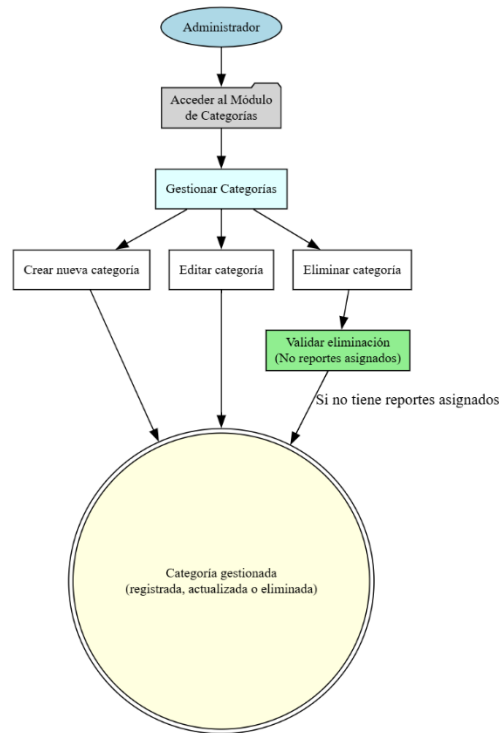 Administrador
Acceder al Módulo
de Categorías
Gestionar Categorías
Crear nueva categoría
Editar categoría
Eliminar categoría
Validar eliminación
(No reportes asignados)
Si no tiene reportes asignados
Categoría gestionada
(registrada, actualizada o eliminada)